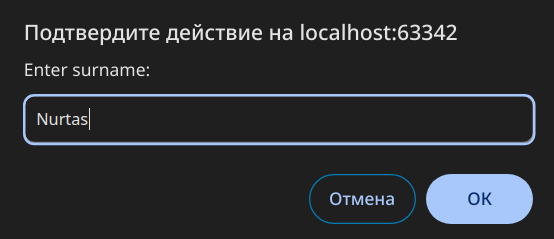 Подтвердите действие на localhost:63342
Enter surname:
Nurtas
Отмена
OK